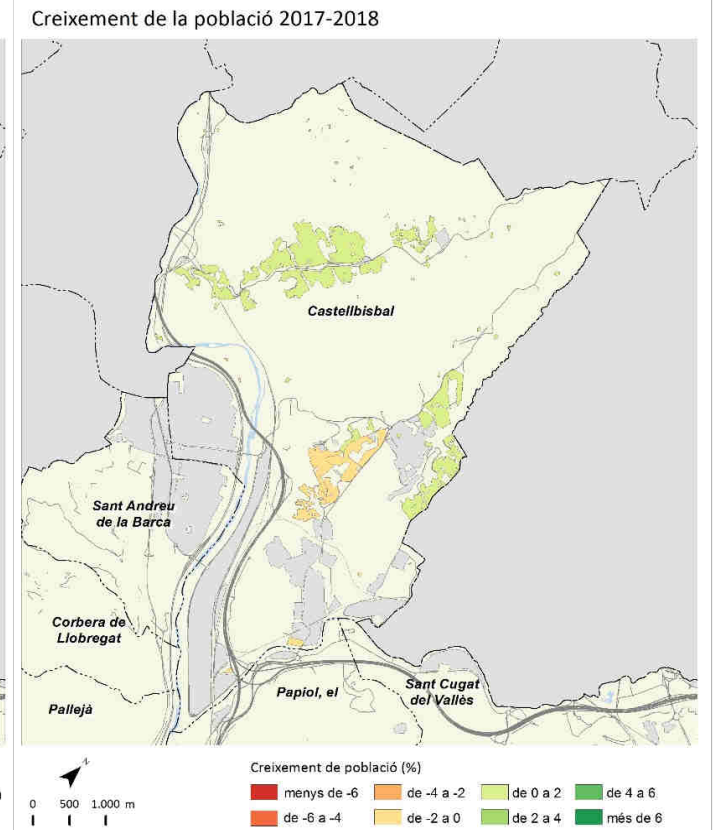 Creixement de la població 2017-2018
Castellbisbal
Sant Andreu
de la Barca
Corbera de
Llobregat
Pallejà
Papiol, el
Sant Cugat
del Vallès
N
0 500 1.000 m
Creixement de població (%)
menys de -6
de -4 a -2
de 0 a 2
de 4 a 6
de -6 a -4
de -2 a 0
de 2 a 4
més de 6